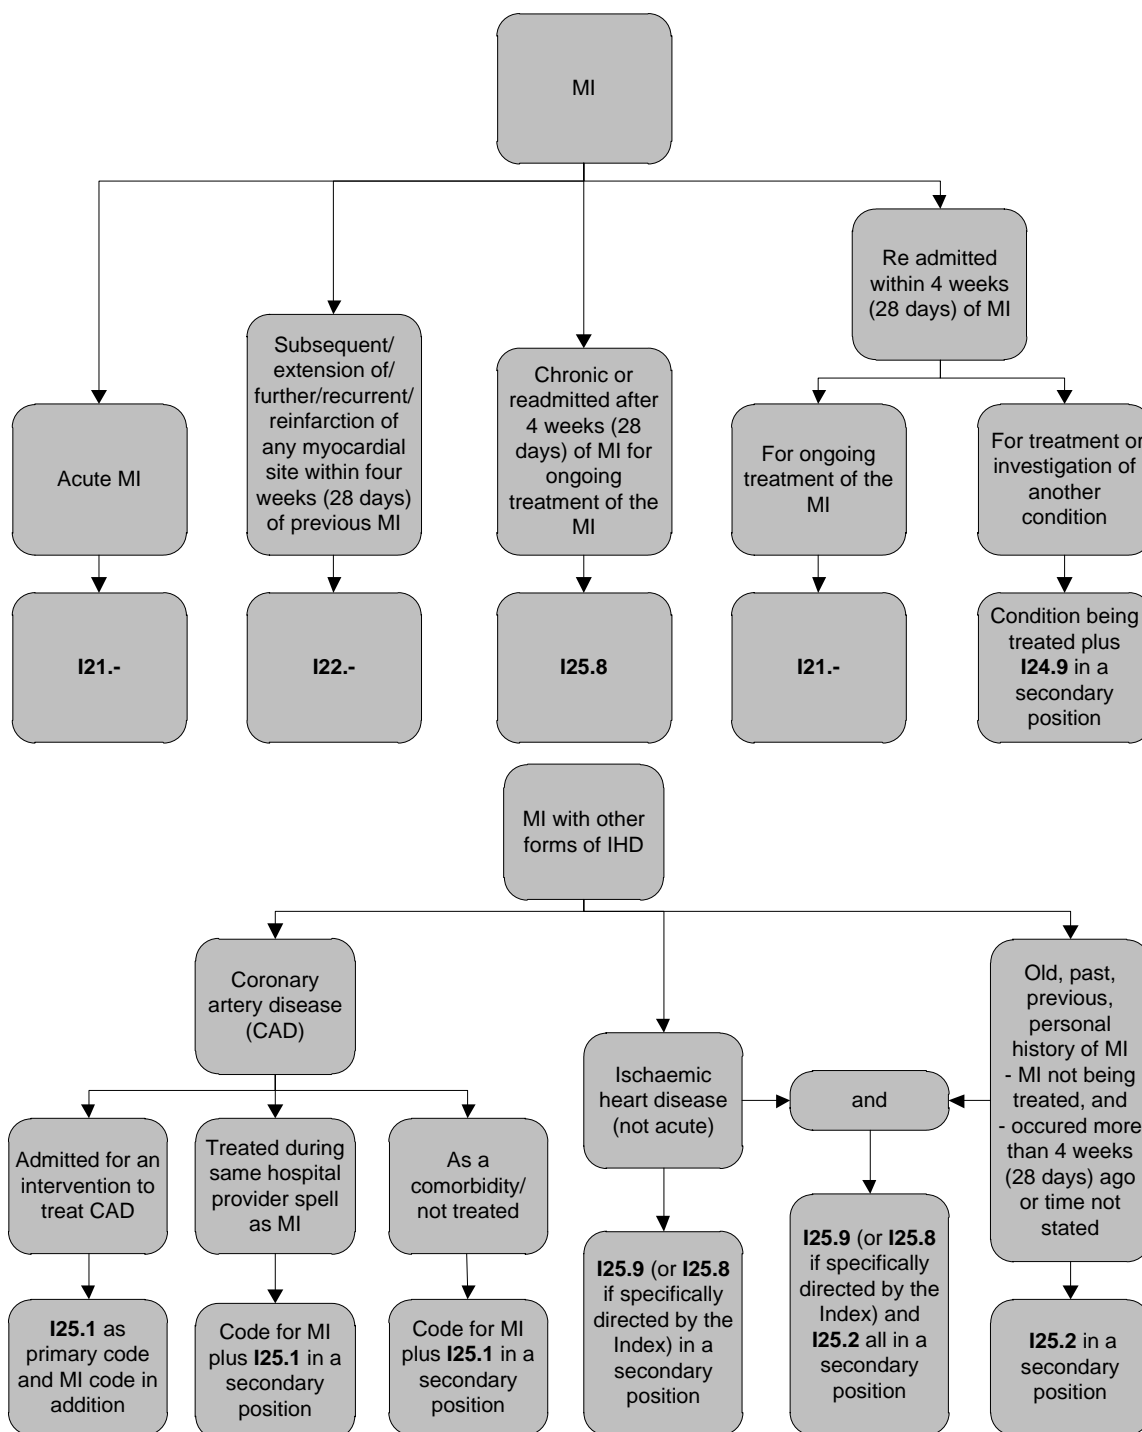 MI
Re admitted
within 4 weeks
(28 days) of MI
Subsequent/
extension of/
further/recurrent/
reinfarction of
any myocardial
site within four
weeks (28 days)
of previous MI
Chronic or
readmitted after
4 weeks (28
days) of MI for
ongoing
treatment of the
MI
Acute MI
For ongoing
treatment of the
MI
For treatment or
investigation of
another
condition
I21.-
I22.-
I25.8
I21.-
Condition being
treated plus
I24.9 in a
secondary
position
MI with other
forms of IHD
Coronary
artery disease
(CAD)
Old, past,
previous,
personal
history of MI
- MI not being
treated, and
- occured more
than 4 weeks
(28 days) ago
or time not
stated
Ischaemic
heart disease
(not acute)
and
Admitted for an
intervention to
treat CAD
Treated during
same hospital
provider spell
as MI
As a
comorbidity/
not treated
I25.1 as
primary code
and MI code in
addition
Code for MI
plus I25.1 in a
secondary
position
Code for MI
plus I25.1 in a
secondary
position
I25.9 (or I25.8
if specifically
directed by the
Index) in a
secondary
position
I25.9 (or I25.8
if specifically
directed by the
Index) and
I25.2 all in a
secondary
position
I25.2 in a
secondary
position